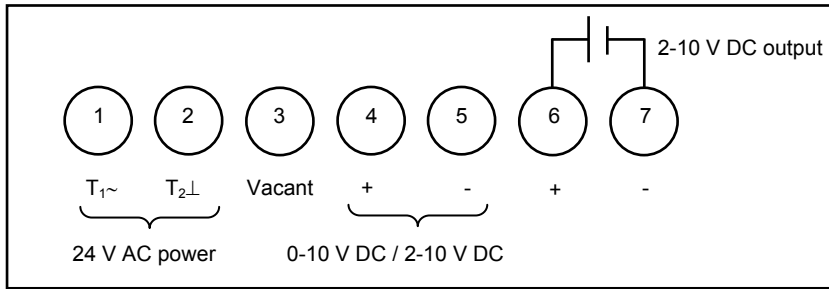 2-10 V DC output
1 2 3 4 5 6 7
T₁~ T₂⊥ Vacant + - + -
24 V AC power 0-10 V DC / 2-10 V DC